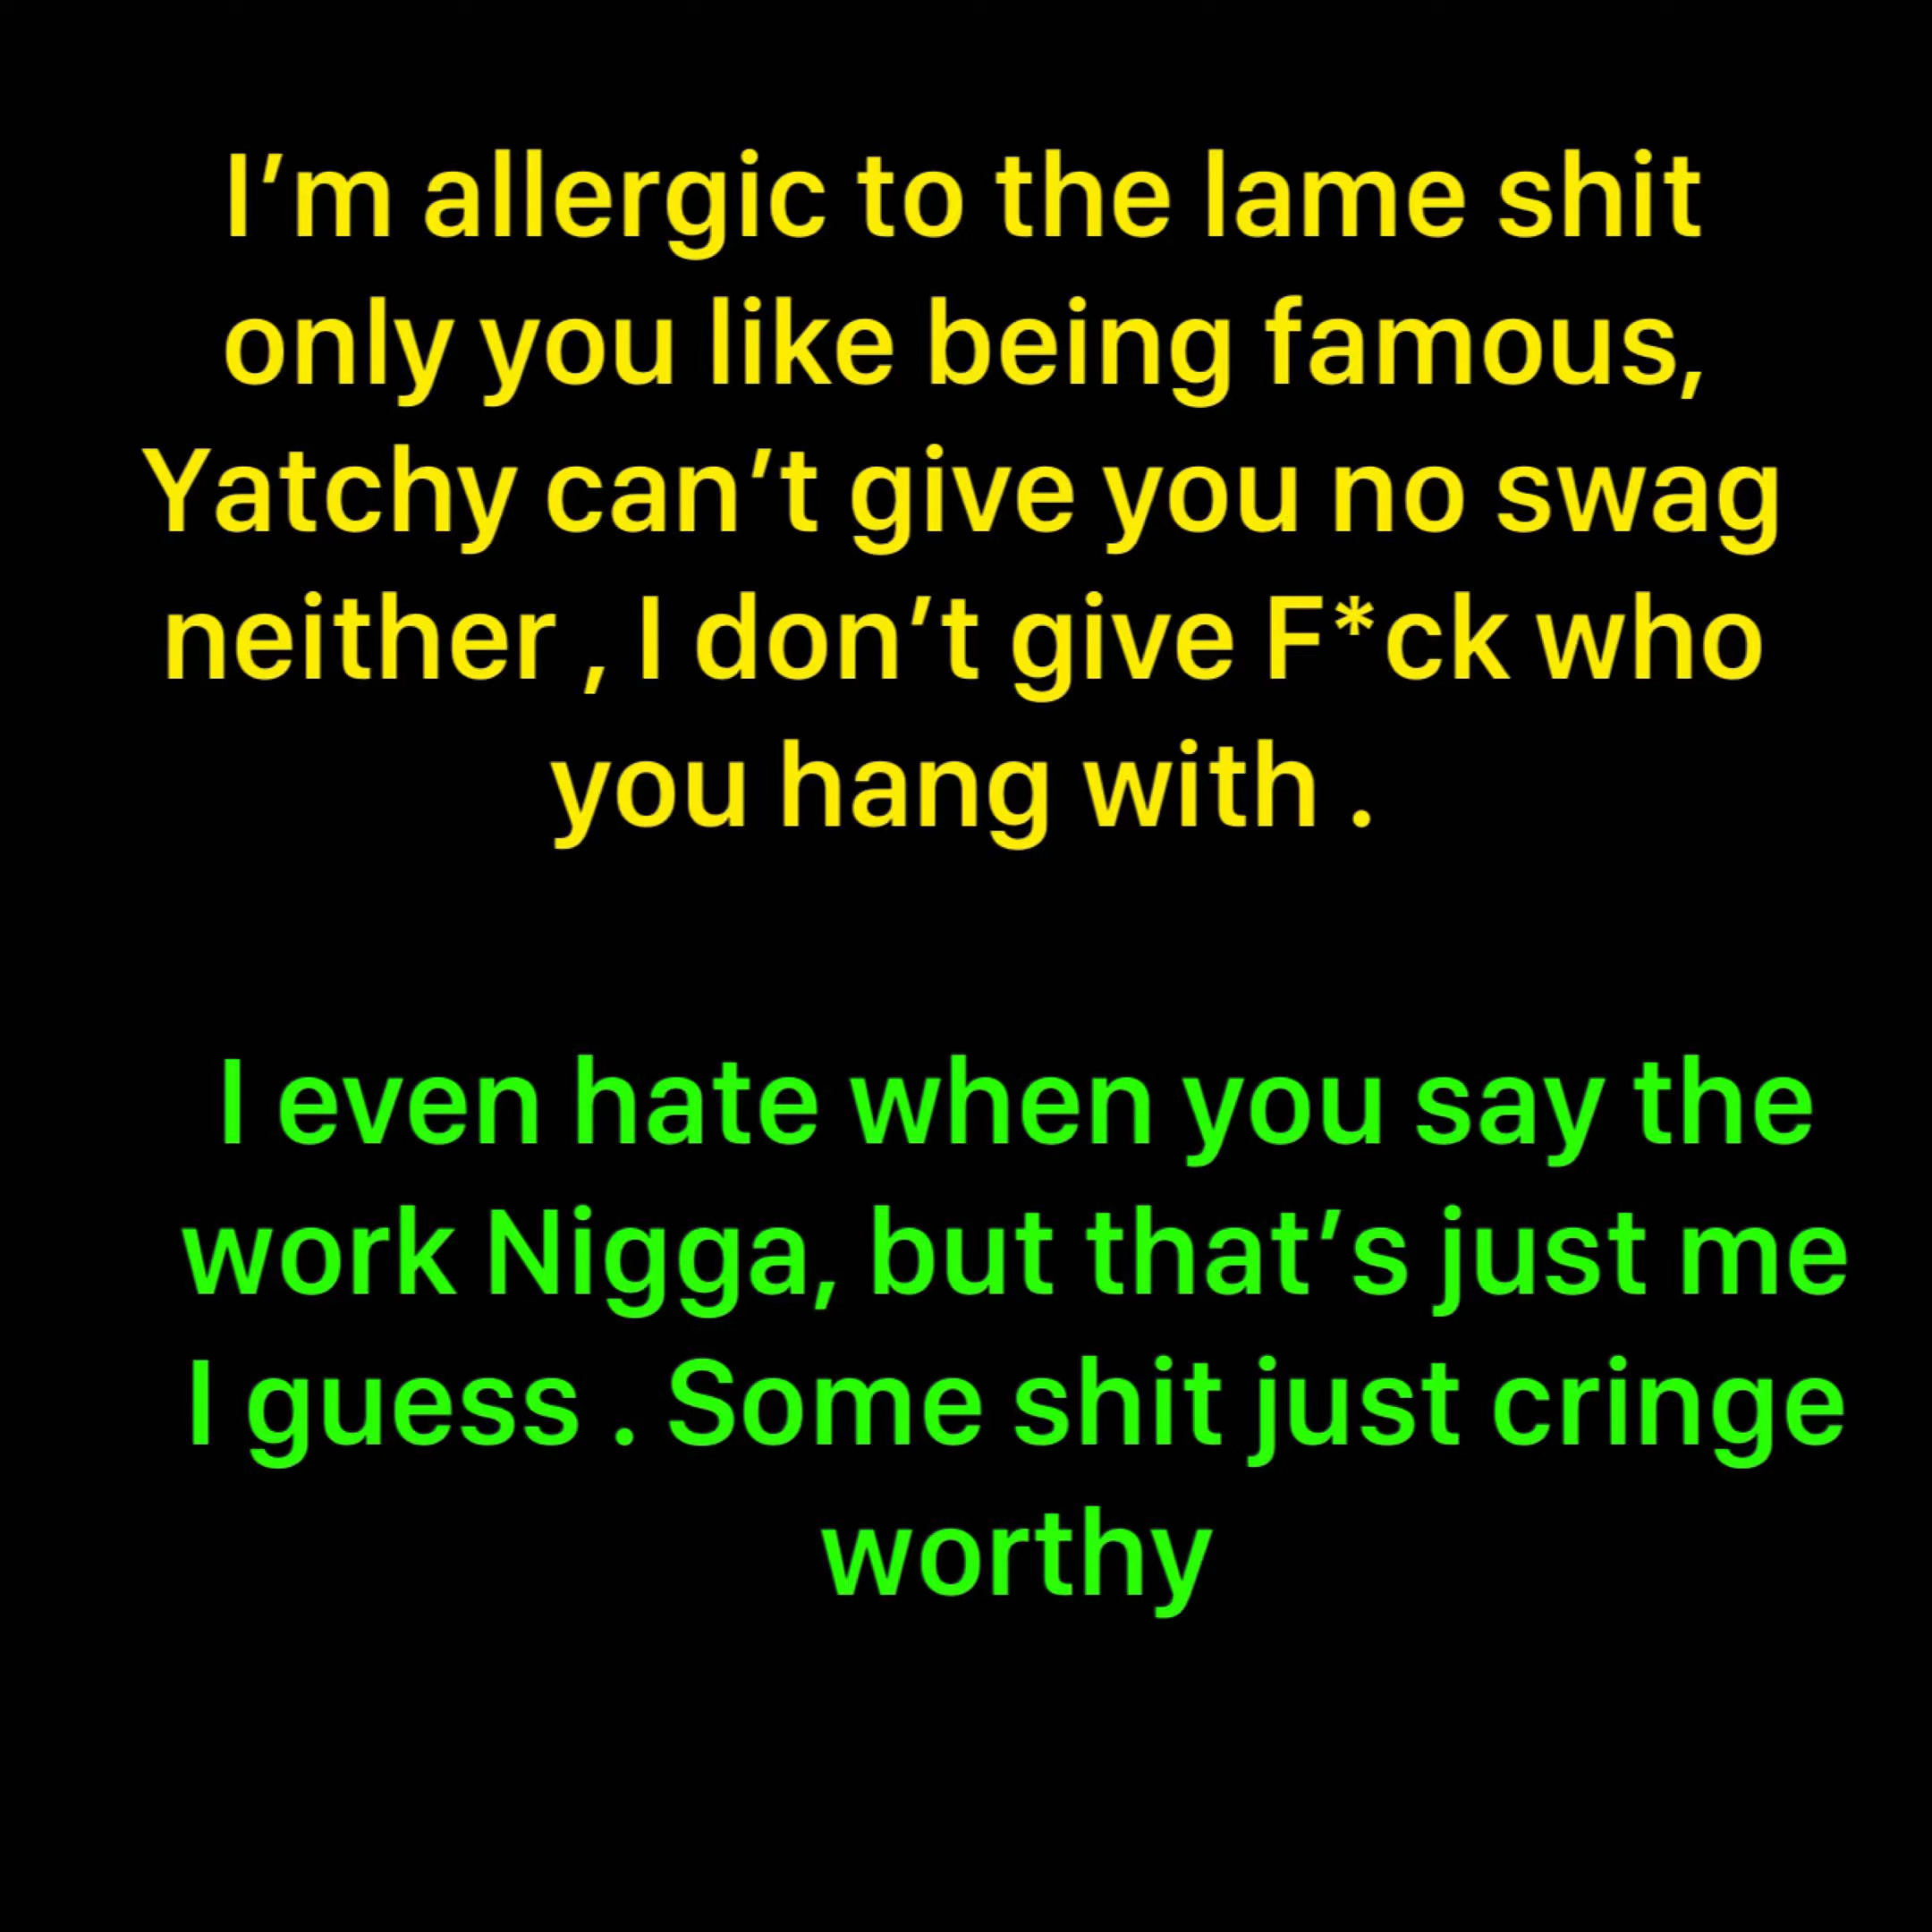 I’m allergic to the lame shit
only you like being famous,
Yatchy can’t give you no swag
neither , I don’t give F*ck who
you hang with .
I even hate when you say the
work Nigga, but that’s just me
I guess . Some shit just cringe
worthy